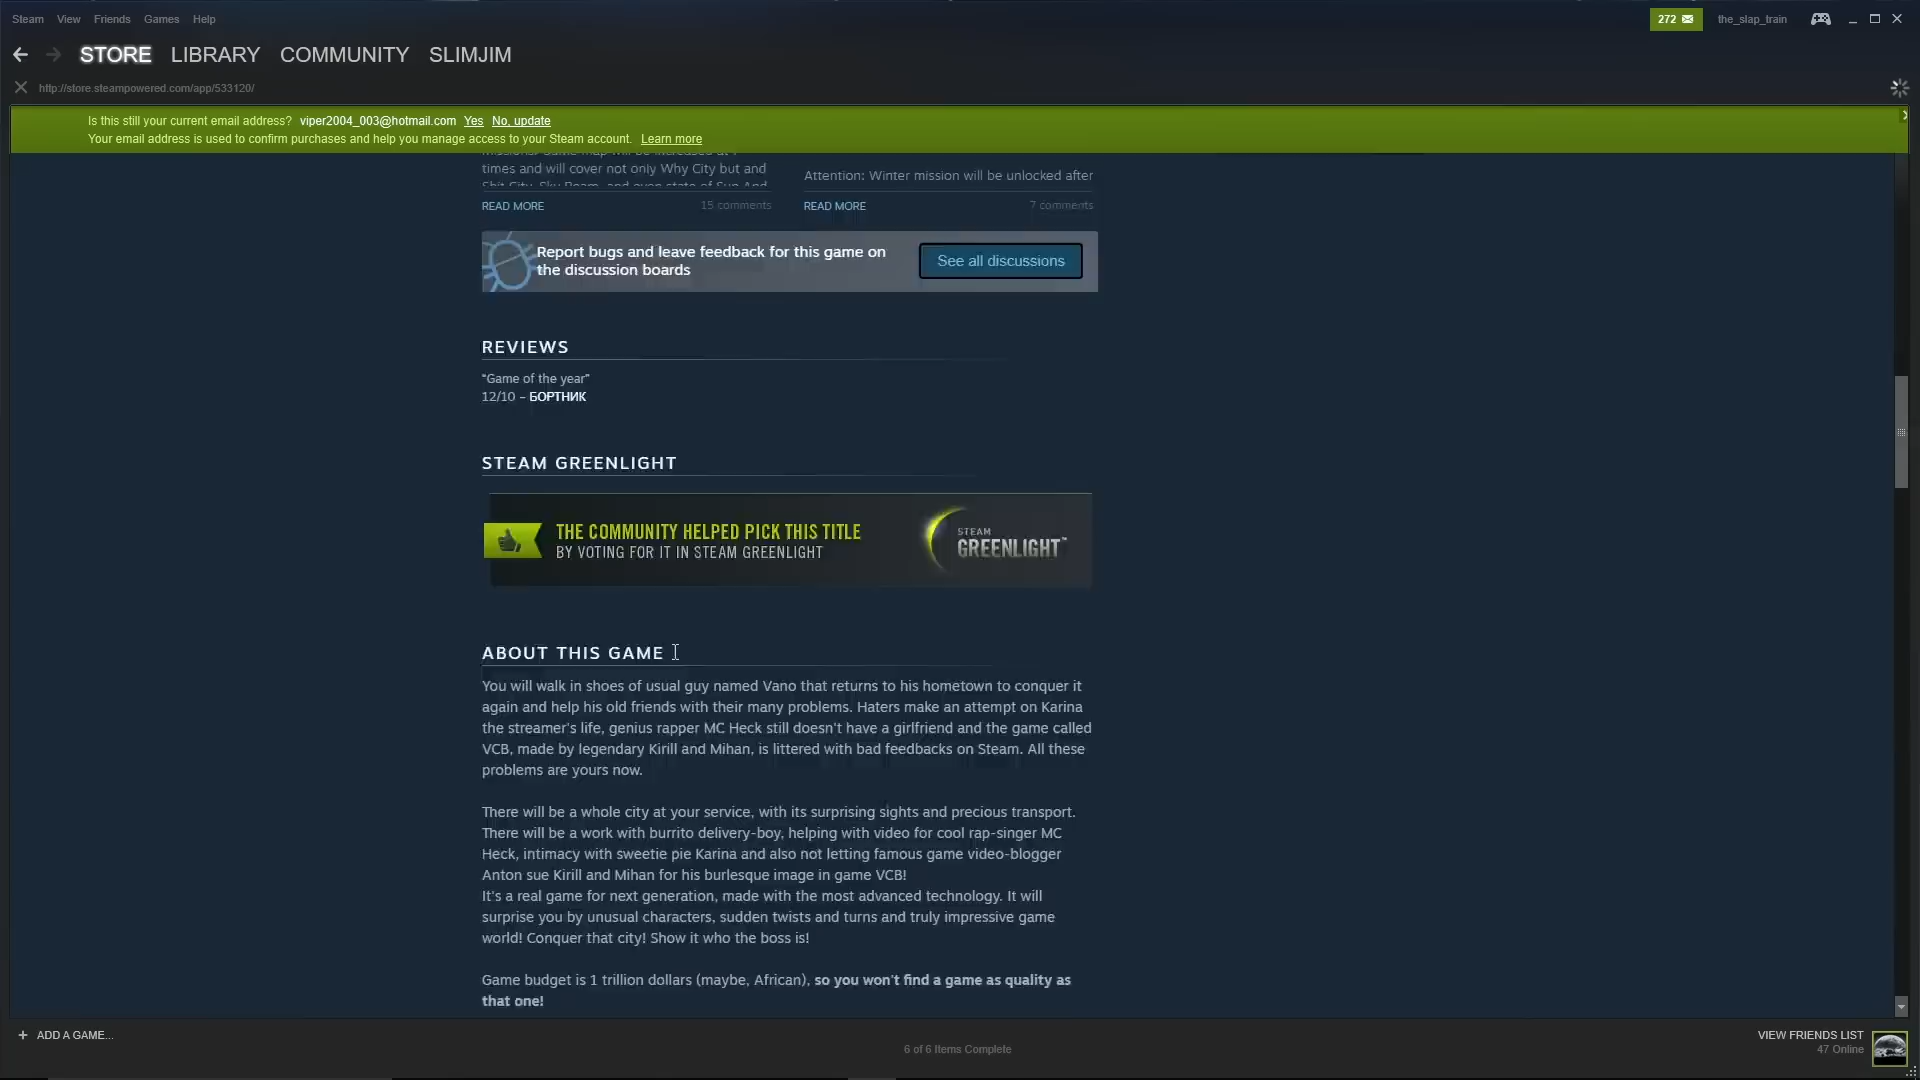 Steam View Friends Games Help
272 the_slap_train
STORE LIBRARY COMMUNITY SLIMJIM
http://store.steampowered.com/app/533120/
Is this still your current email address? viper2004_003@hotmail.com Yes No, update
Your email address is used to confirm purchases and help you manage access to your Steam account. Learn more
times and will cover not only Why City but and
Shit City, Sky Beam, and even state of Sun And
READ MORE 15 comments
Attention: Winter mission will be unlocked after
READ MORE 7 comments
Report bugs and leave feedback for this game on
the discussion boards
See all discussions
REVIEWS
“Game of the year”
12/10 – БОРТНИК
STEAM GREENLIGHT
THE COMMUNITY HELPED PICK THIS TITLE
BY VOTING FOR IT IN STEAM GREENLIGHT
STEAM
GREENLIGHT™
ABOUT THIS GAME
You will walk in shoes of usual guy named Vano that returns to his hometown to conquer it
again and help his old friends with their many problems. Haters make an attempt on Karina
the streamer's life, genius rapper MC Heck still doesn't have a girlfriend and the game called
VCB, made by legendary Kirill and Mihan, is littered with bad feedbacks on Steam. All these
problems are yours now.
There will be a whole city at your service, with its surprising sights and precious transport.
There will be a work with burrito delivery-boy, helping with video for cool rap-singer MC
Heck, intimacy with sweetie pie Karina and also not letting famous game video-blogger
Anton sue Kirill and Mihan for his burlesque image in game VCB!
It's a real game for next generation, made with the most advanced technology. It will
surprise you by unusual characters, sudden twists and turns and truly impressive game
world! Conquer that city! Show it who the boss is!
Game budget is 1 trillion dollars (maybe, African), so you won't find a game as quality as
that one!
ADD A GAME...
6 of 6 Items Complete
VIEW FRIENDS LIST
47 Online